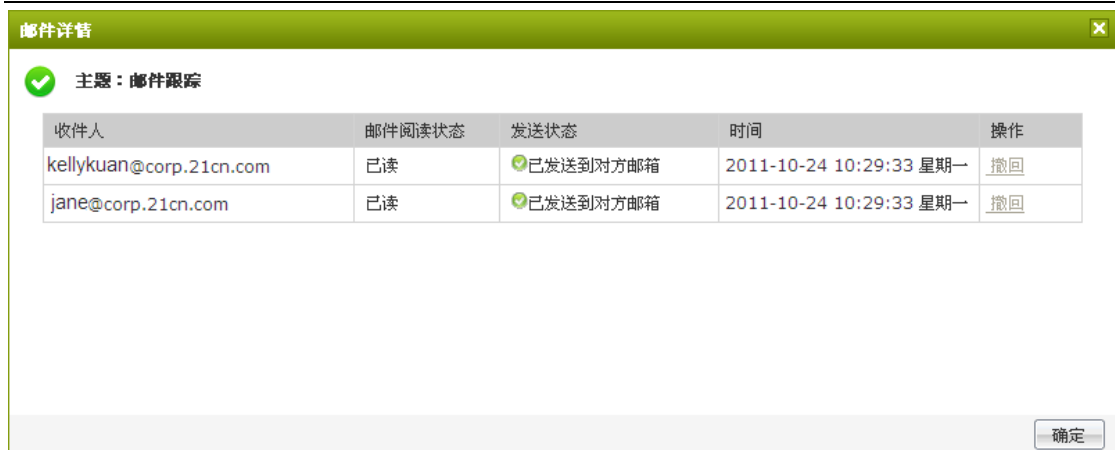 邮件详情
主题：邮件跟踪
收件人 邮件阅读状态 发送状态 时间 操作
kellykuan@corp.21cn.com 已读 已发送到对方邮箱 2011-10-24 10:29:33 星期一 撤回
jane@corp.21cn.com 已读 已发送到对方邮箱 2011-10-24 10:29:33 星期一 撤回
确定